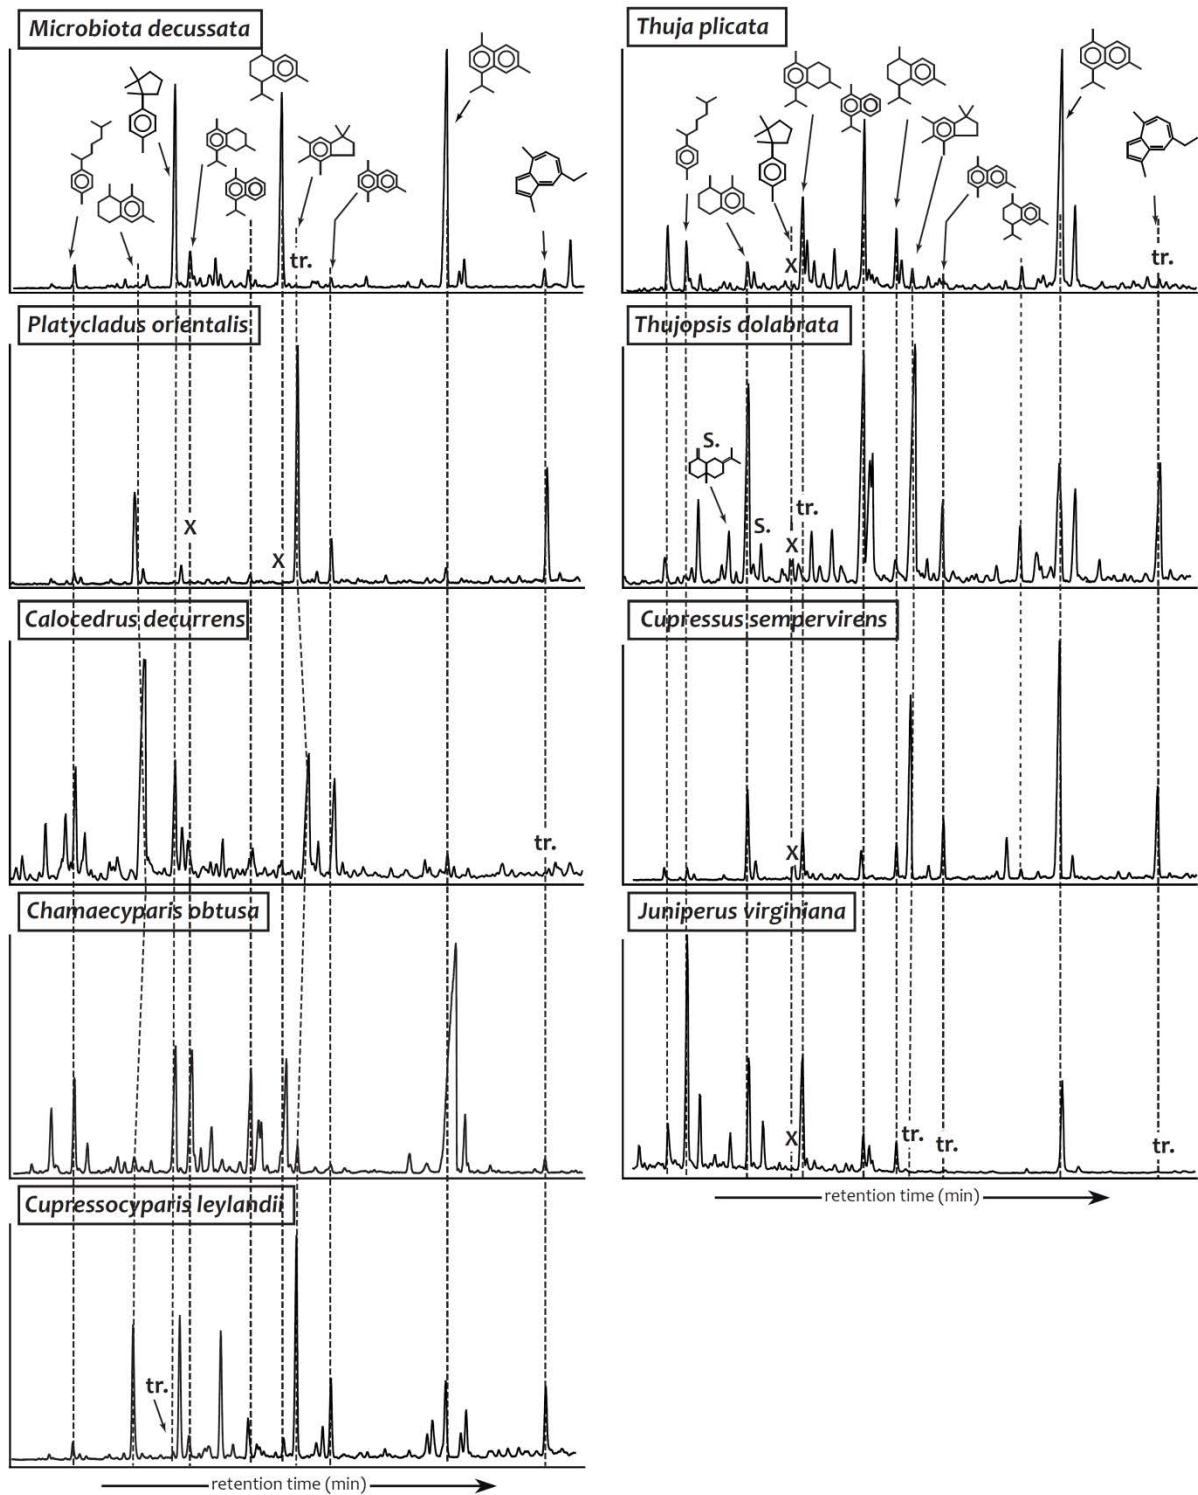 Microbiota decussata
tr.
Platycladus orientalis
X
X
Calocedrus decurrens
tr.
Chamaecyparis obtusa
Cupressocyparis leylandii
tr.
retention time (min)
Thuja plicata
X
tr.
Thujopsis dolabrata
S.
S.
tr.
X
Cupressus sempervirens
X
Juniperus virginiana
X
tr.
tr.
tr.
retention time (min)